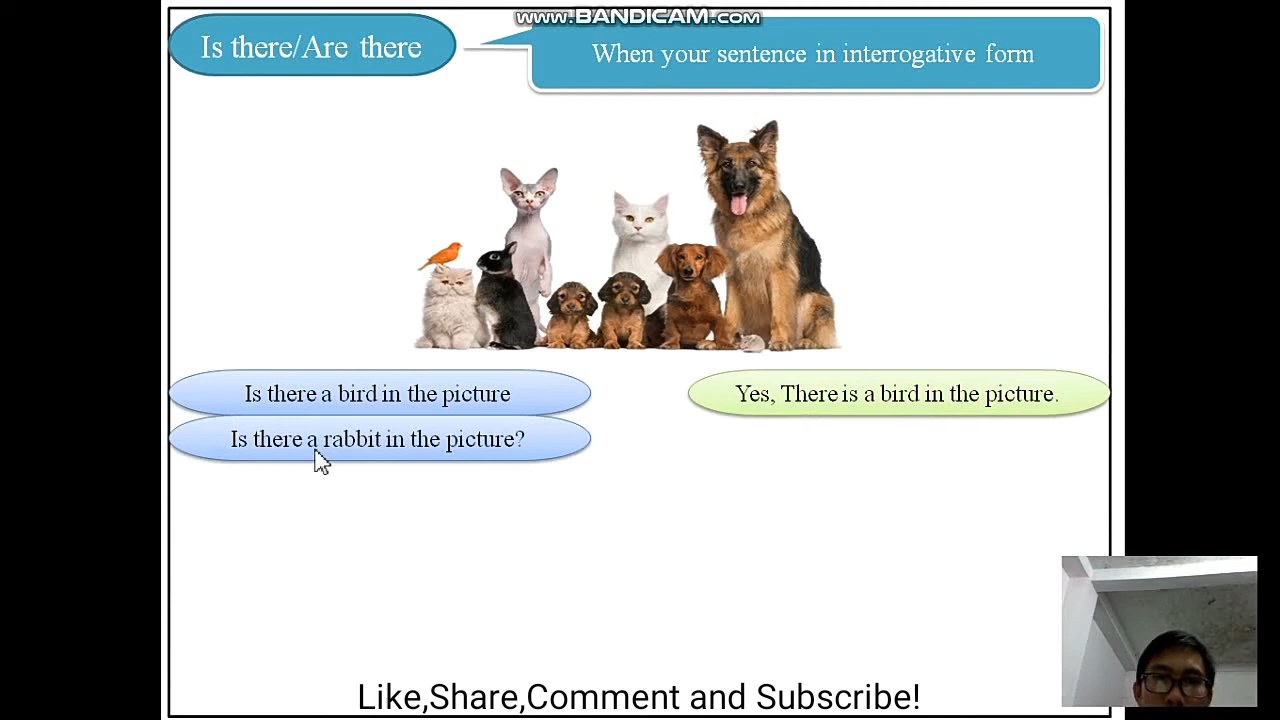 www.BANDICAM.com
Is there/Are there
When your sentence in interrogative form
Is there a bird in the picture
Yes, There is a bird in the picture.
Is there a rabbit in the picture?
Like,Share,Comment and Subscribe!